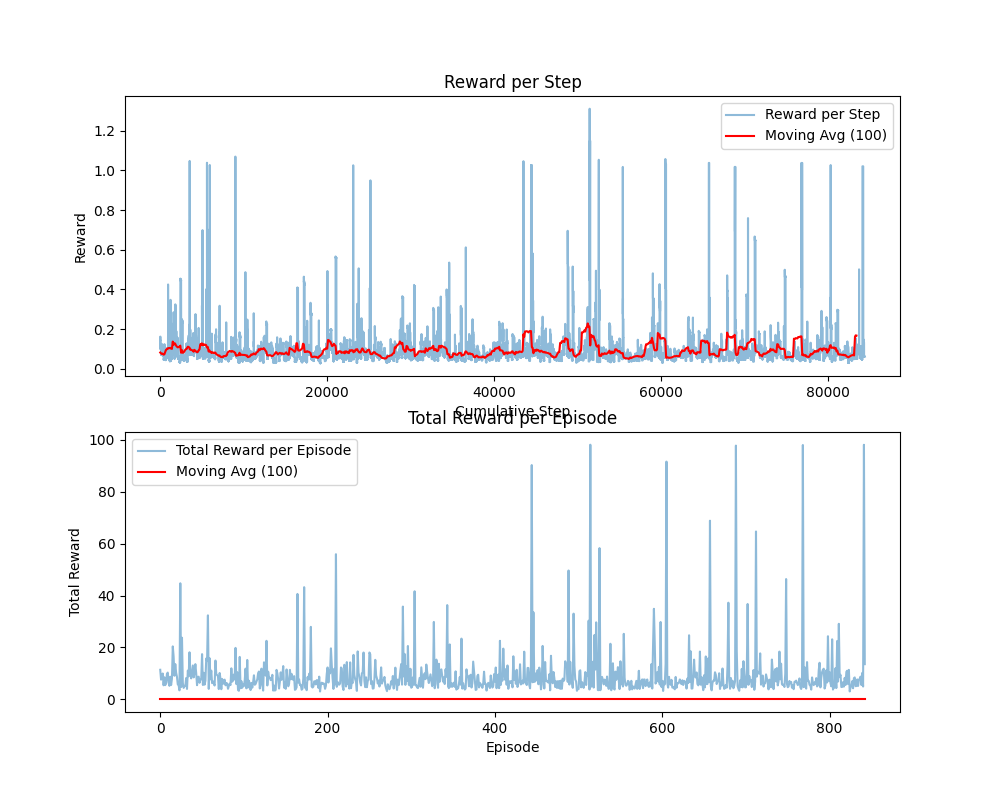 Reward per Step
Reward per Step
Moving Avg (100)
1.2
1.0
0.8
0.6
0.4
0.2
0.0
Reward
0
20000
40000
60000
80000
Cumulative Step
Total Reward per Episode
Total Reward per Episode
Moving Avg (100)
100
80
60
40
20
0
Total Reward
0
200
400
600
800
Episode